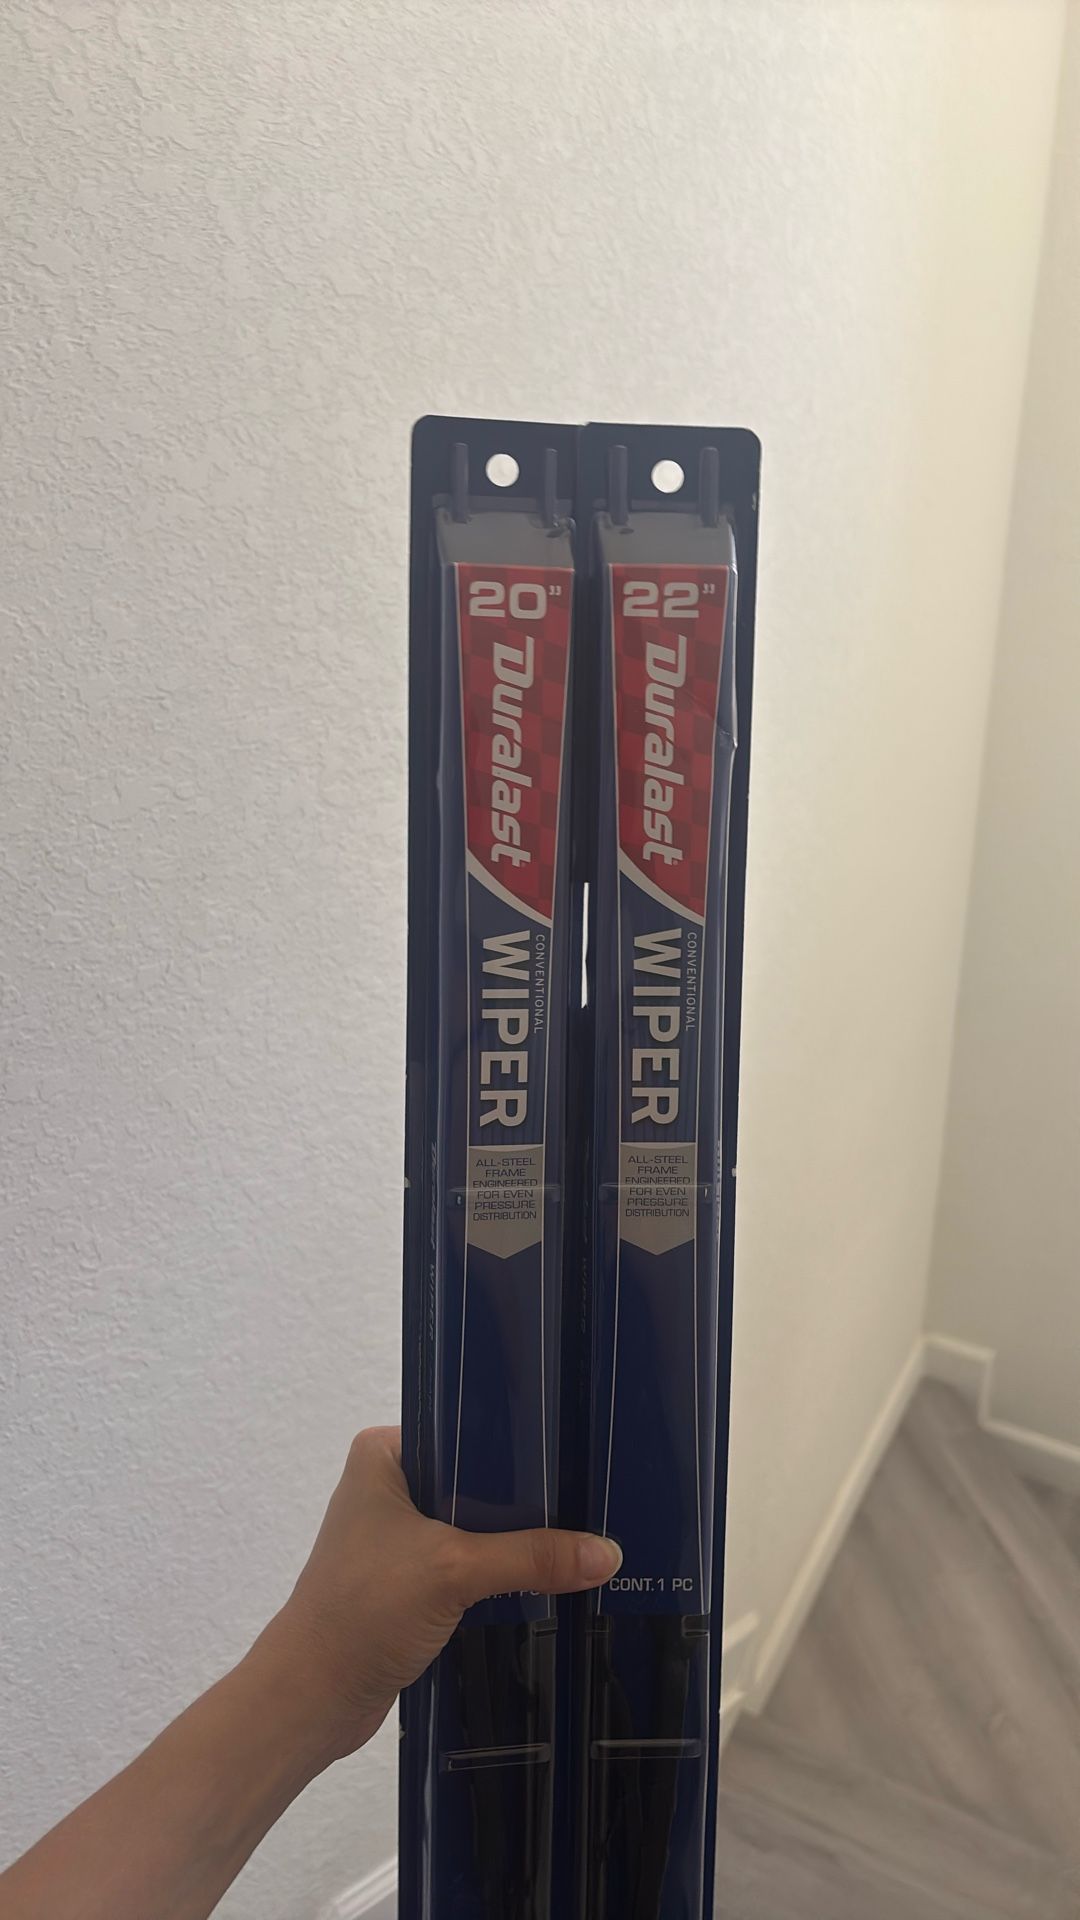 20"
Duralast
CONVENTIONAL
WIPER
ALL-STEEL
FRAME
ENGINEERED
FOR EVEN
PRESSURE
DISTRIBUTION
22"
Duralast
CONVENTIONAL
WIPER
ALL-STEEL
FRAME
ENGINEERED
FOR EVEN
PRESSURE
DISTRIBUTION
CONT. 1 PC